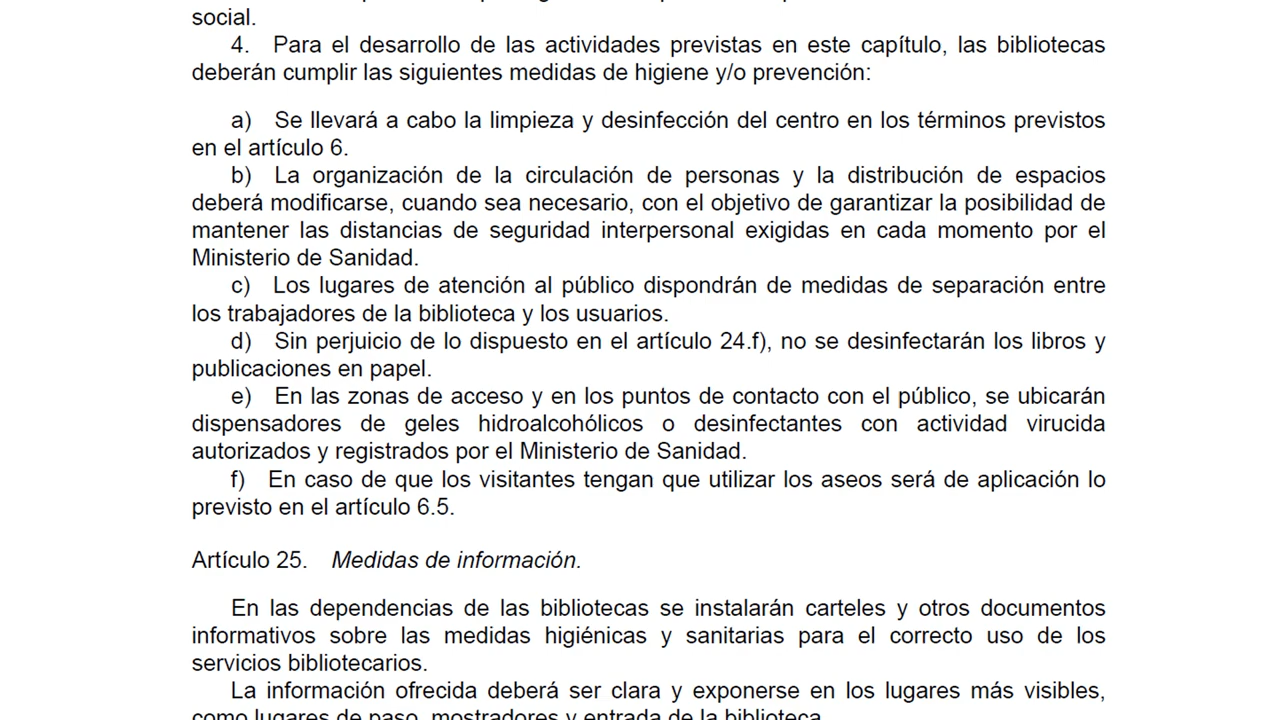 social.
4. Para el desarrollo de las actividades previstas en este capítulo, las bibliotecas
deberán cumplir las siguientes medidas de higiene y/o prevención:
a) Se llevará a cabo la limpieza y desinfección del centro en los términos previstos
en el artículo 6.
b) La organización de la circulación de personas y la distribución de espacios
deberá modificarse, cuando sea necesario, con el objetivo de garantizar la posibilidad de
mantener las distancias de seguridad interpersonal exigidas en cada momento por el
Ministerio de Sanidad.
c) Los lugares de atención al público dispondrán de medidas de separación entre
los trabajadores de la biblioteca y los usuarios.
d) Sin perjuicio de lo dispuesto en el artículo 24.f), no se desinfectarán los libros y
publicaciones en papel.
e) En las zonas de acceso y en los puntos de contacto con el público, se ubicarán
dispensadores de geles hidroalcohólicos o desinfectantes con actividad virucida
autorizados y registrados por el Ministerio de Sanidad.
f) En caso de que los visitantes tengan que utilizar los aseos será de aplicación lo
previsto en el artículo 6.5.
Artículo 25. Medidas de información.
En las dependencias de las bibliotecas se instalarán carteles y otros documentos
informativos sobre las medidas higiénicas y sanitarias para el correcto uso de los
servicios bibliotecarios.
La información ofrecida deberá ser clara y exponerse en los lugares más visibles,
como lugares de paso, mostradores y entrada de la biblioteca.